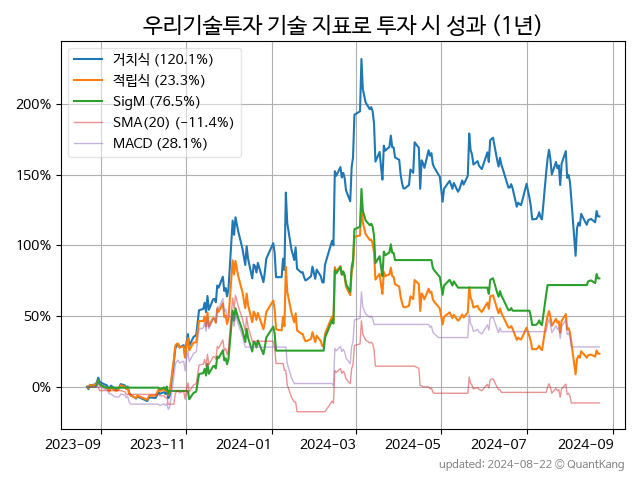 우리기술투자 기술 지표로 투자 시 성과 (1년)
거치식 (120.1%)
적립식 (23.3%)
SigM (76.5%)
SMA(20) (-11.4%)
MACD (28.1%)
200%
150%
100%
50%
0%
2023-09 2023-11 2024-01 2024-03 2024-05 2024-07 2024-09
updated: 2024-08-22 © QuantKang